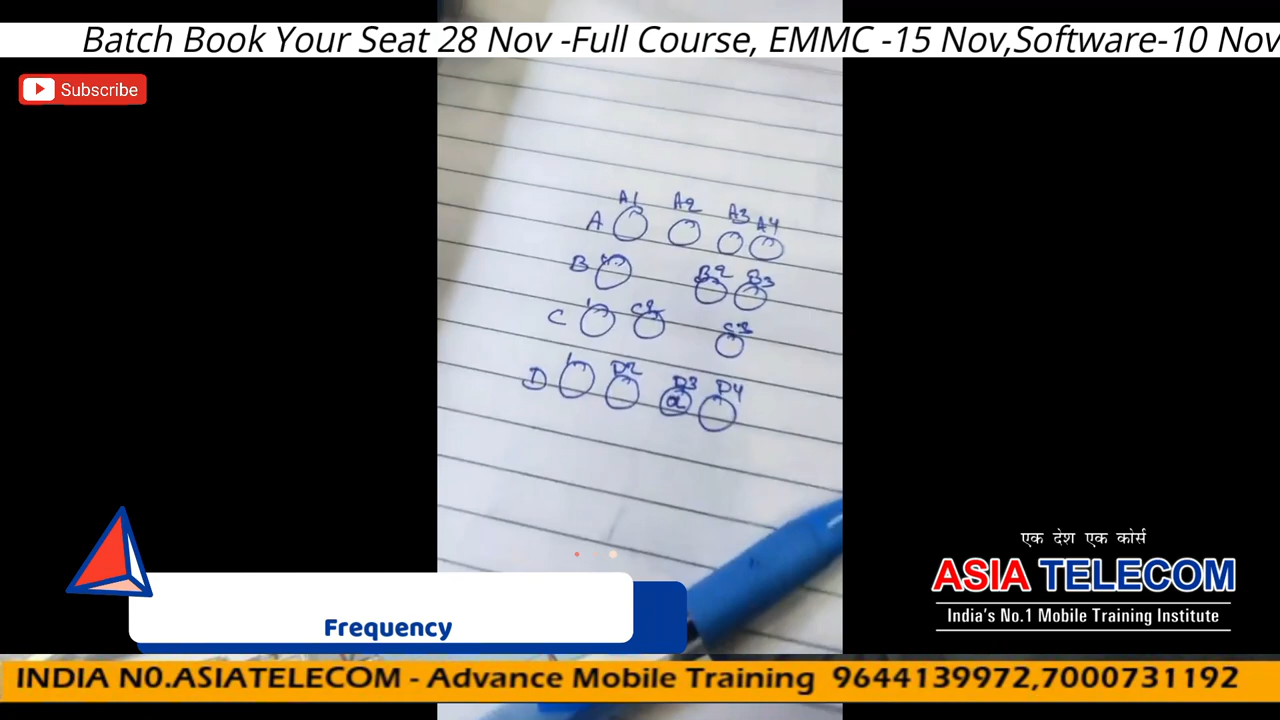 Batch Book Your Seat 28 Nov -Full Course, EMMC -15 Nov,Software-10 Nov
Subscribe
A1 A2 A3 A4
A
B B2 B3
C 1 C2 C3
D 1 D2 D3 D4
a
एक देश एक कोर्स
ASIA TELECOM
India's No.1 Mobile Training Institute
Frequency
INDIA N0.ASIATELECOM - Advance Mobile Training 9644139972,7000731192